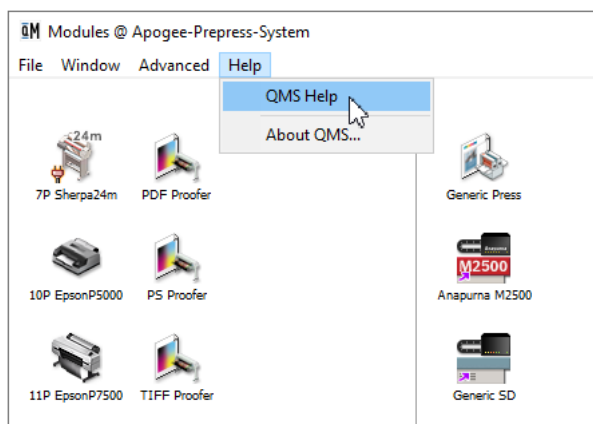 QM Modules @ Apogee-Prepress-System
File Window Advanced Help
QMS Help
About QMS...
24m
7P Sherpa24m PDF Proofer Generic Press
M2500
10P EpsonP5000 PS Proofer Anapurna M2500
11P EpsonP7500 TIFF Proofer Generic SD